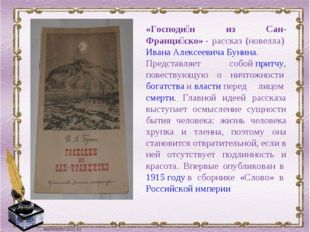 «Господи́н из Сан-
Франци́ско» - рассказ (новелла)
Ивана Алексеевича Бунина.
Представляет собой притчу,
повествующую о ничтожности
богатства и власти перед лицом
смерти. Главной идеей рассказа
выступает осмысление сущности
бытия человека: жизнь человека
хрупка и тленна, поэтому она
становится отвратительной, если в
ней отсутствует подлинность и
красота. Впервые опубликован в
1915 году в сборнике «Слово» в
Российской империи
И. А. Бунин
ГОСПОДИН
ИЗ
САН-ФРАНЦИСКО